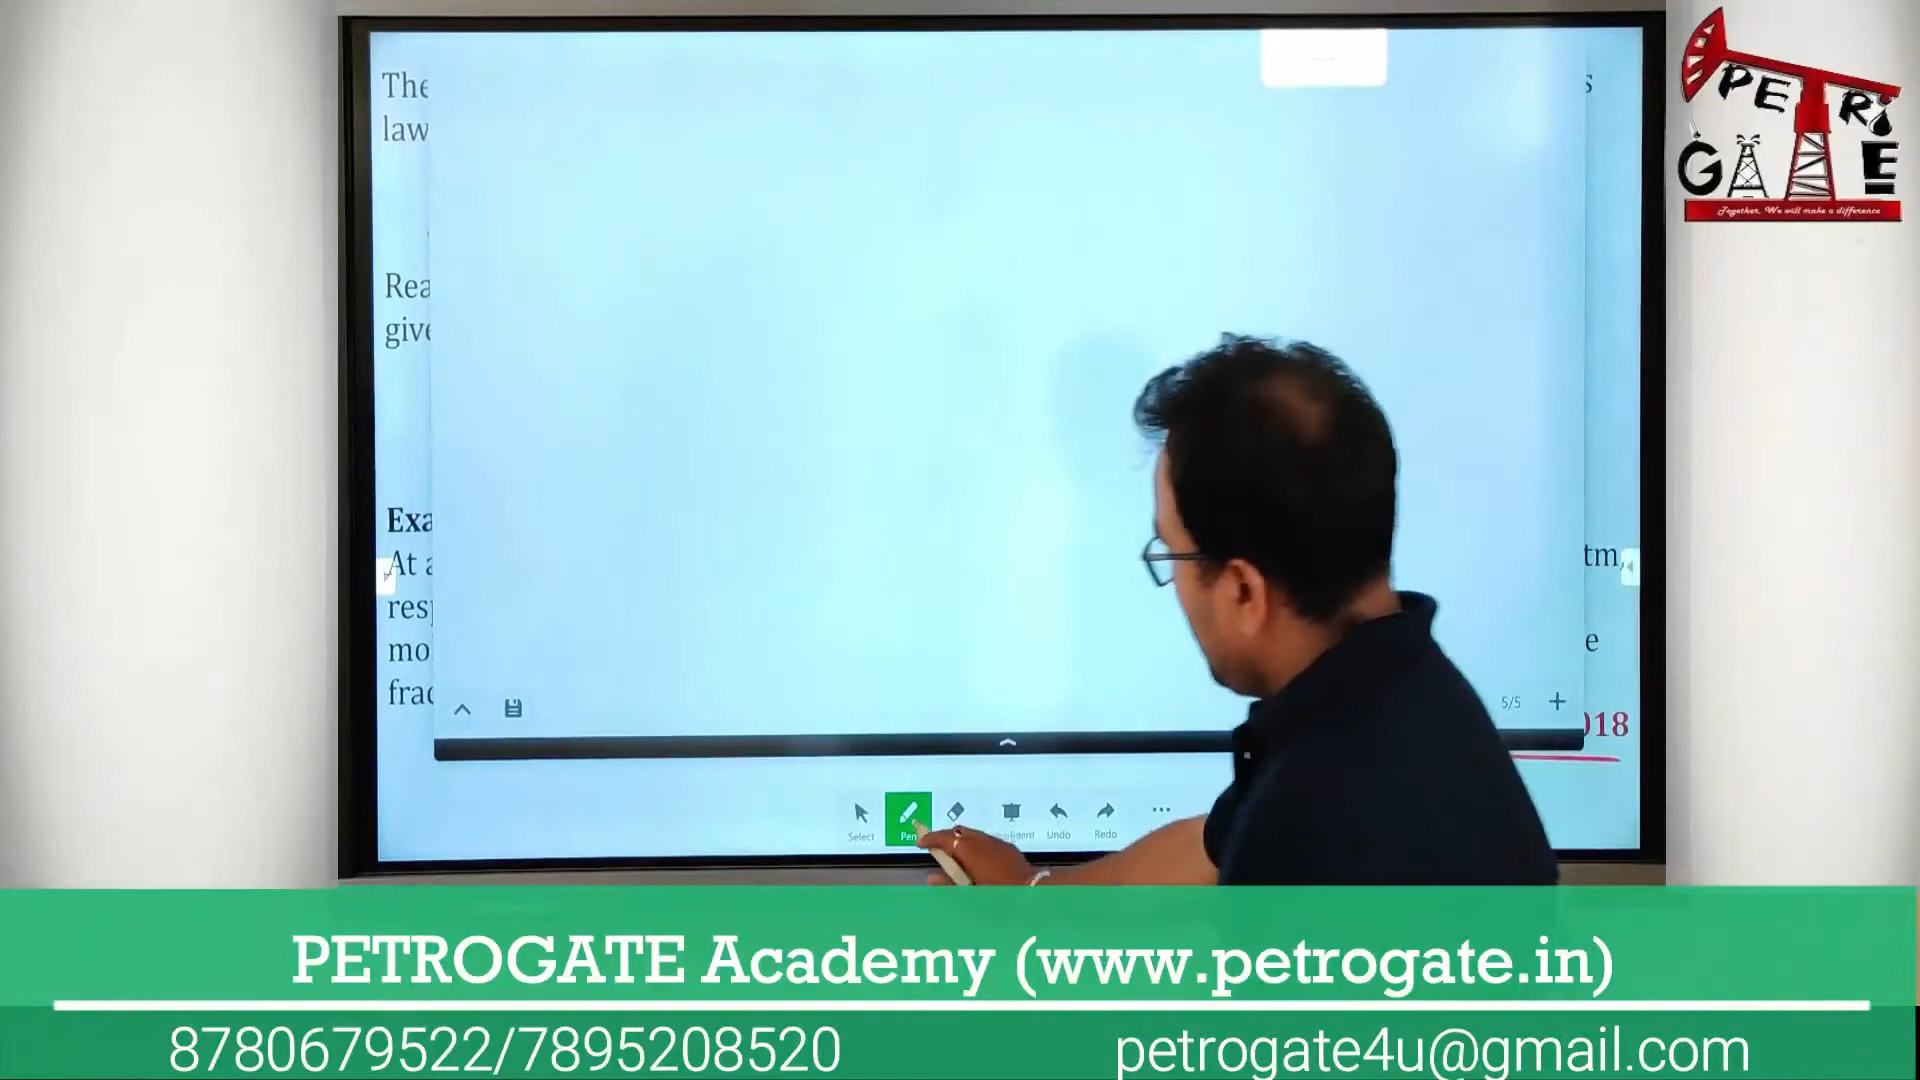 The
law
s
Rea
give
Exa
At a
tm,
res
mo
e
frac
018
5/5
Select
Pen
Undo
Redo
PETR
GATE
Together, We will make a difference
PETROGATE Academy (www.petrogate.in)
8780679522/7895208520
petrogate4u@gmail.com